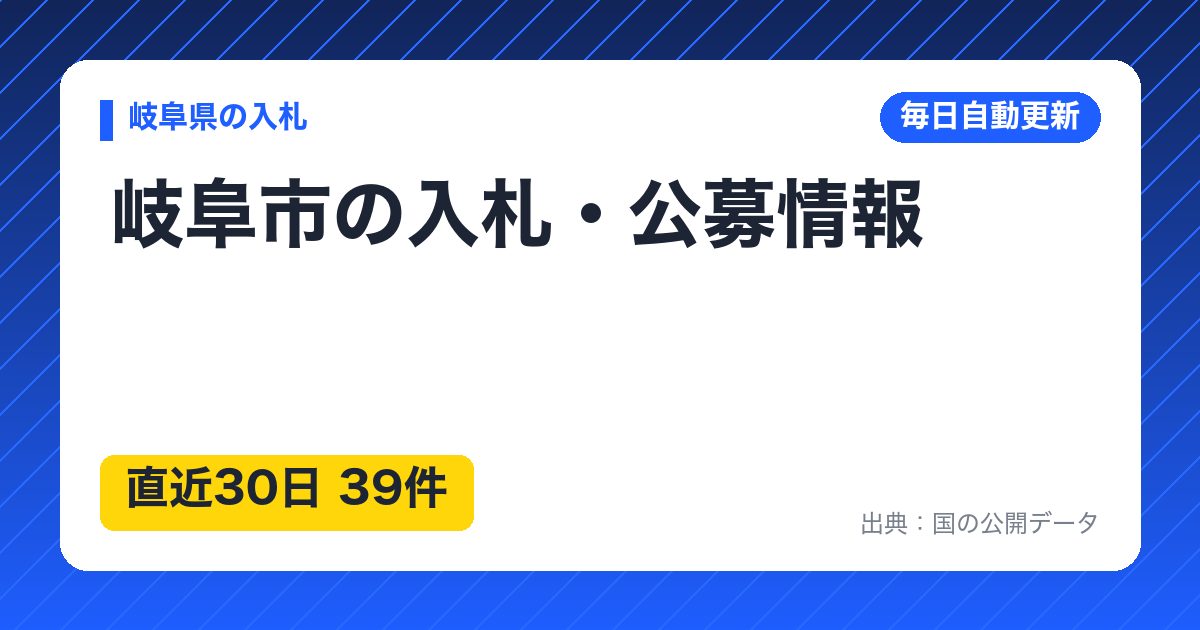 岐阜県の入札
毎日自動更新
岐阜市の入札・公募情報
直近30日 39件
出典：国の公開データ